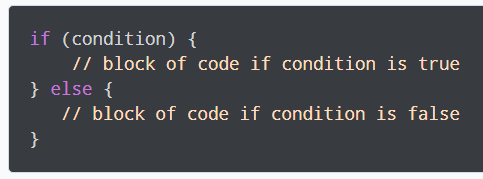 if (condition) {
    // block of code if condition is true
} else {
   // block of code if condition is false
}